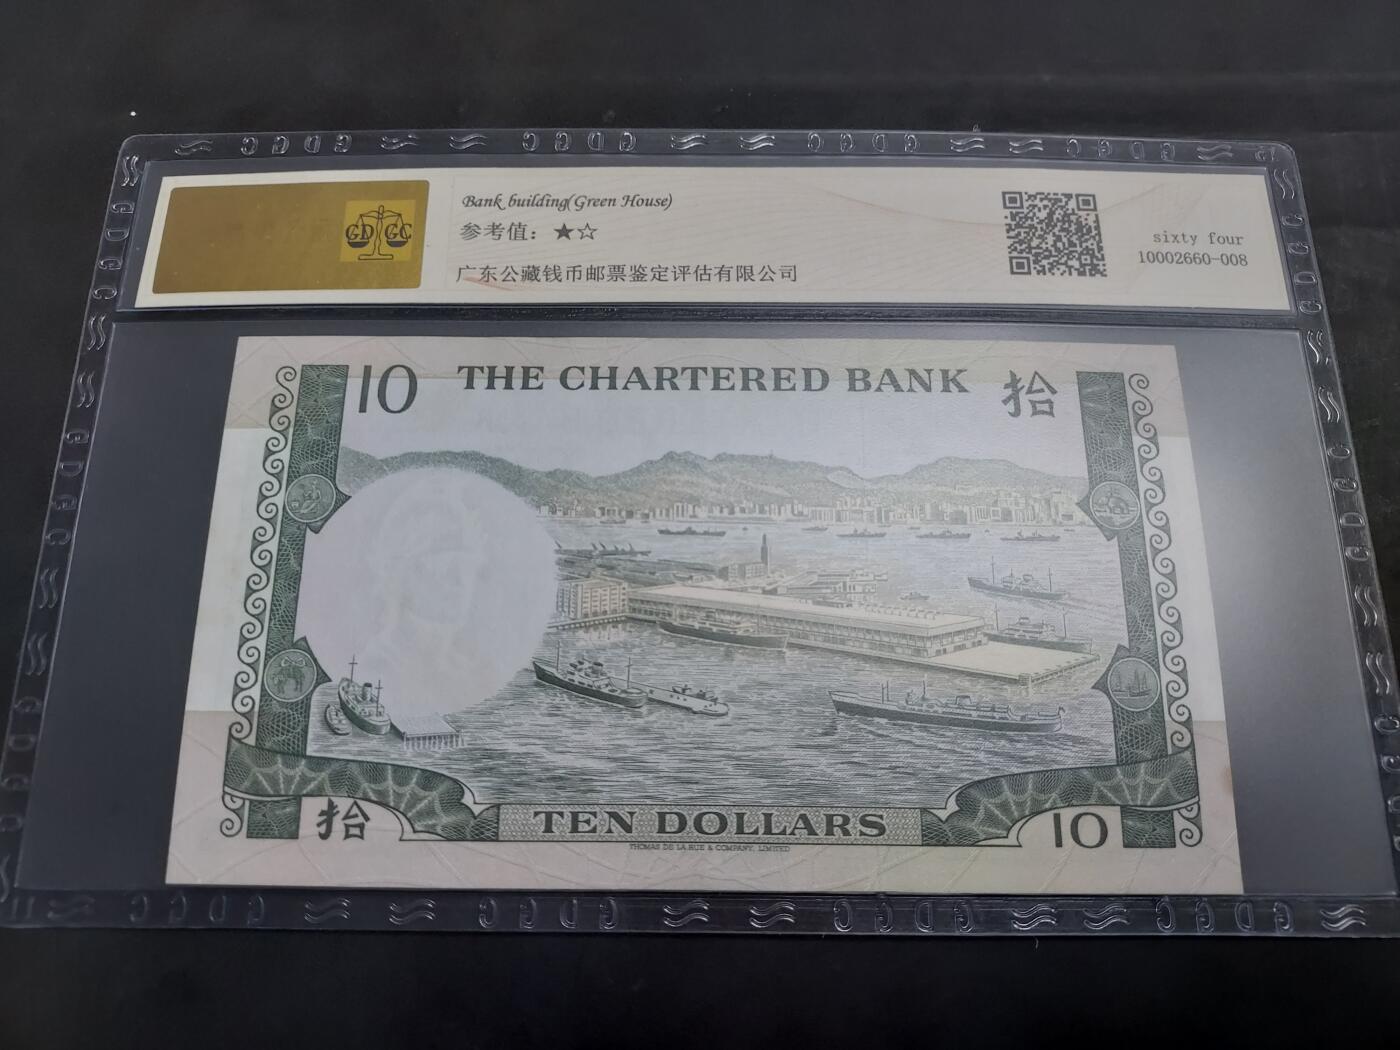 GDGC
Bank building(Green House)
参考值：★☆
广东公藏钱币邮票鉴定评估有限公司
sixty four
10002660-008
10 THE CHARTERED BANK 拾
拾 TEN DOLLARS 10
THOMAS DE LA RUE & COMPANY, LIMITED